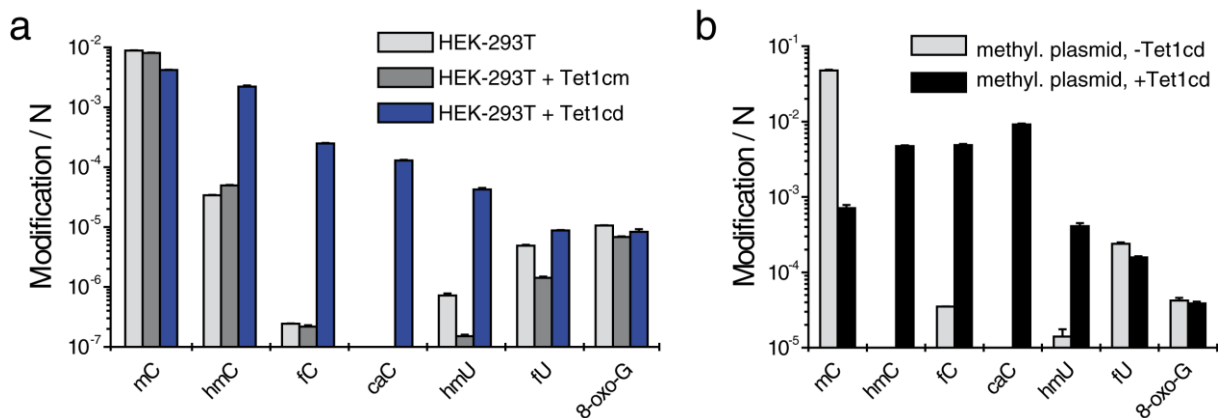 a
Modification / N
10⁻²
10⁻³
10⁻⁴
10⁻⁵
10⁻⁶
10⁻⁷
HEK-293T
HEK-293T + Tet1cm
HEK-293T + Tet1cd
mC
hmC
fC
caC
hmU
fU
8-oxo-G
b
Modification / N
10⁻¹
10⁻²
10⁻³
10⁻⁴
10⁻⁵
methyl. plasmid, -Tet1cd
methyl. plasmid, +Tet1cd
mC
hmC
fC
caC
hmU
fU
8-oxo-G